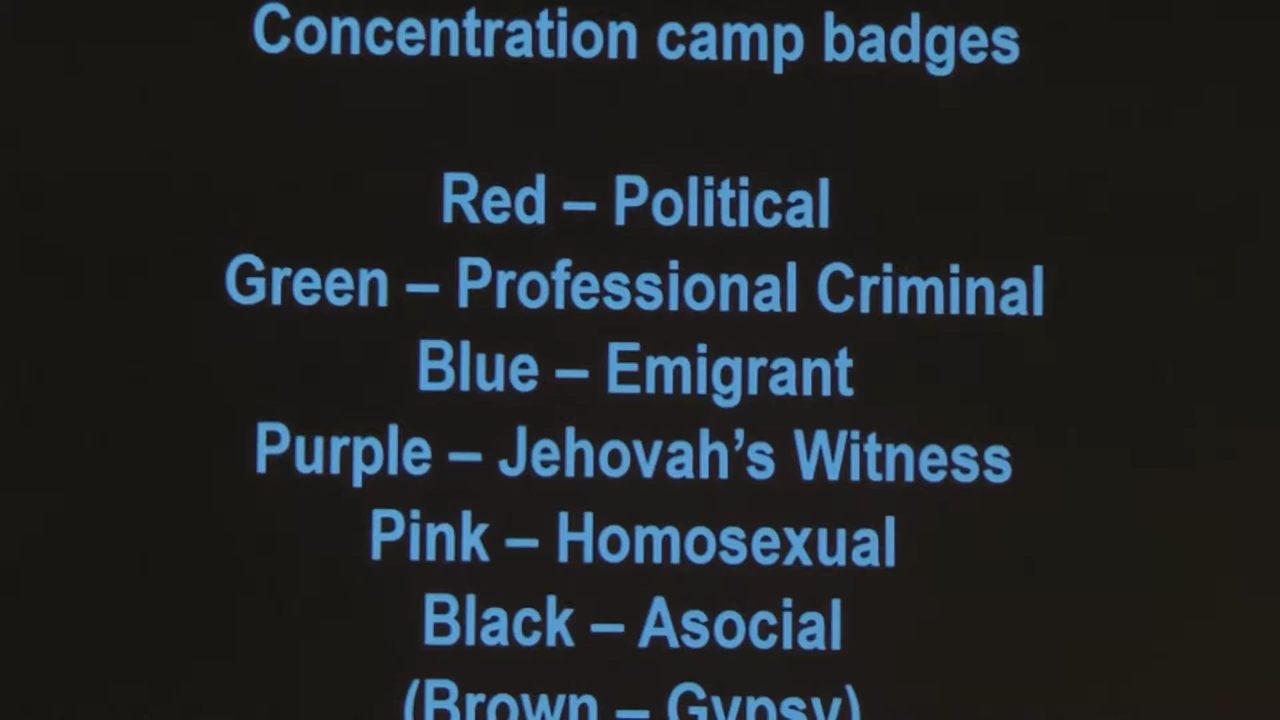 Concentration camp badges
Red – Political
Green – Professional Criminal
Blue – Emigrant
Purple – Jehovah’s Witness
Pink – Homosexual
Black – Asocial
(Brown – Gypsy)